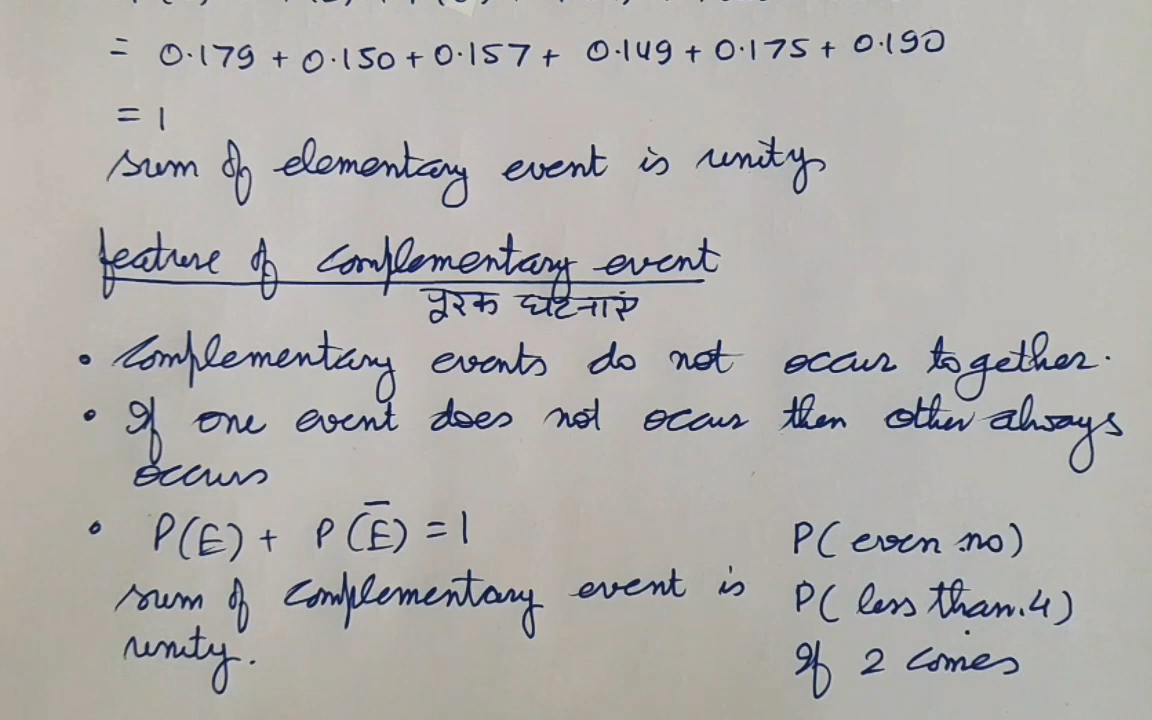 = 0.179 + 0.150 + 0.157 + 0.149 + 0.175 + 0.190
= 1
sum of elementary event is unity
feature of complementary event
पूरक घटनाएं
• Complementary events do not occur together.
• If one event does not occur then other always
occurs
• P(E) + P(Ē) = 1
sum of complementary event is
unity.
P( even no)
P( less than 4)
If 2 comes